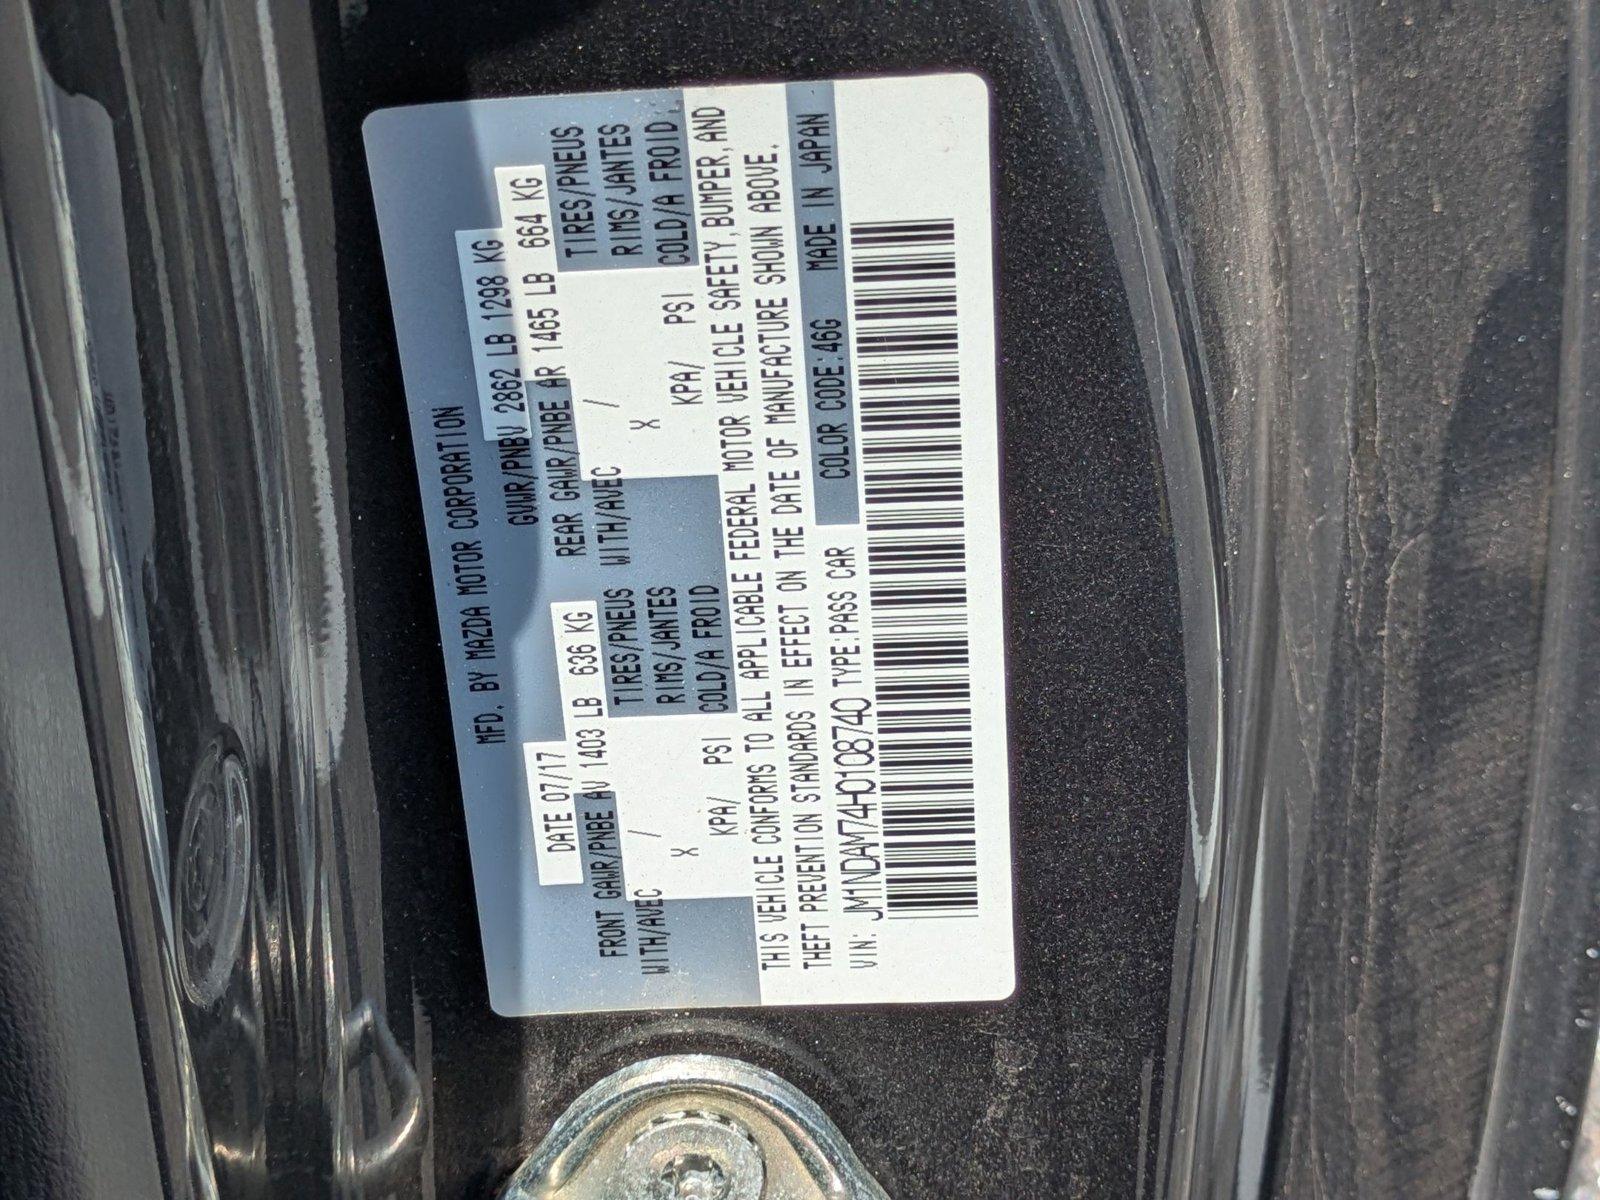 MFD. BY MAZDA MOTOR CORPORATION
DATE 07/17 GVWR/PNBV 2862 LB 1298 KG
FRONT GAWR/PNBE AV 1403 LB 636 KG REAR GAWR/PNBE AR 1465 LB 664 KG
WITH/AVEC / TIRES/PNEUS WITH/AVEC / TIRES/PNEUS
X RIMS/JANTES X RIMS/JANTES
KPA/ PSI COLD/A FROID KPA/ PSI COLD/A FROID.
THIS VEHICLE CONFORMS TO ALL APPLICABLE FEDERAL MOTOR VEHICLE SAFETY, BUMPER, AND
THEFT PREVENTION STANDARDS IN EFFECT ON THE DATE OF MANUFACTURE SHOWN ABOVE.
VIN: JM1NDAM74H0108740 TYPE:PASS CAR COLOR CODE:46G MADE IN JAPAN